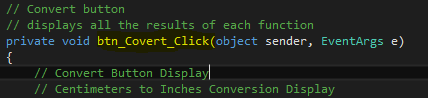 // Convert button
// displays all the results of each function
private void btn_Covert_Click(object sender, EventArgs e)
{
// Convert Button Display
// Centimeters to Inches Conversion Display